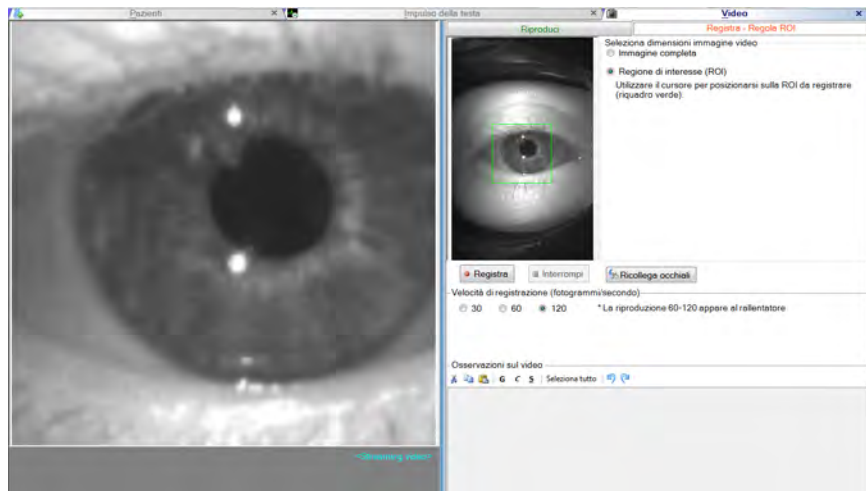 Pazienti
Impulso della testa
Video
Riproduci
Registra - Regola ROI
Seleziona dimensioni immagine video
Immagine completa
Regione di interesse (ROI)
Utilizzare il cursore per posizionarsi sulla ROI da registrare
(riquadro verde)
Registra
Interrompi
Ricollega occhiali
Velocità di registrazione (fotogrammi/secondo)
30 60 120 * La riproduzione 60-120 appare al rallentatore
Osservazioni sul video
G C S Seleziona tutto
<Streaming video>